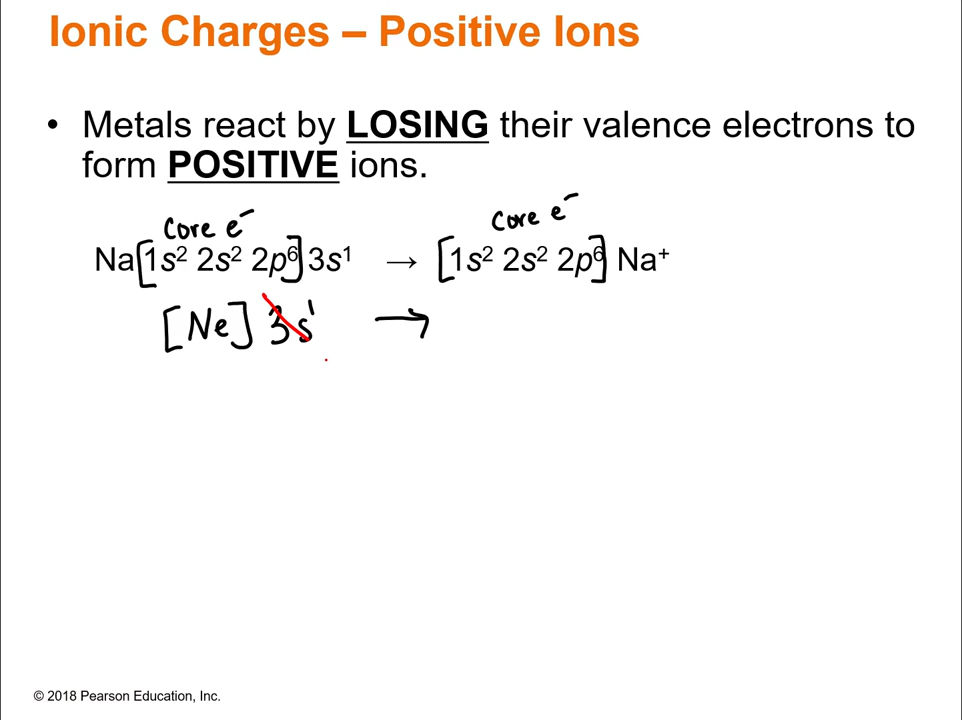 Ionic Charges – Positive Ions
• Metals react by LOSING their valence electrons to
form POSITIVE ions.
core e⁻ core e⁻
Na[1s² 2s² 2p⁶] 3s¹ → [1s² 2s² 2p⁶] Na⁺
[Ne] 3s¹ →
© 2018 Pearson Education, Inc.